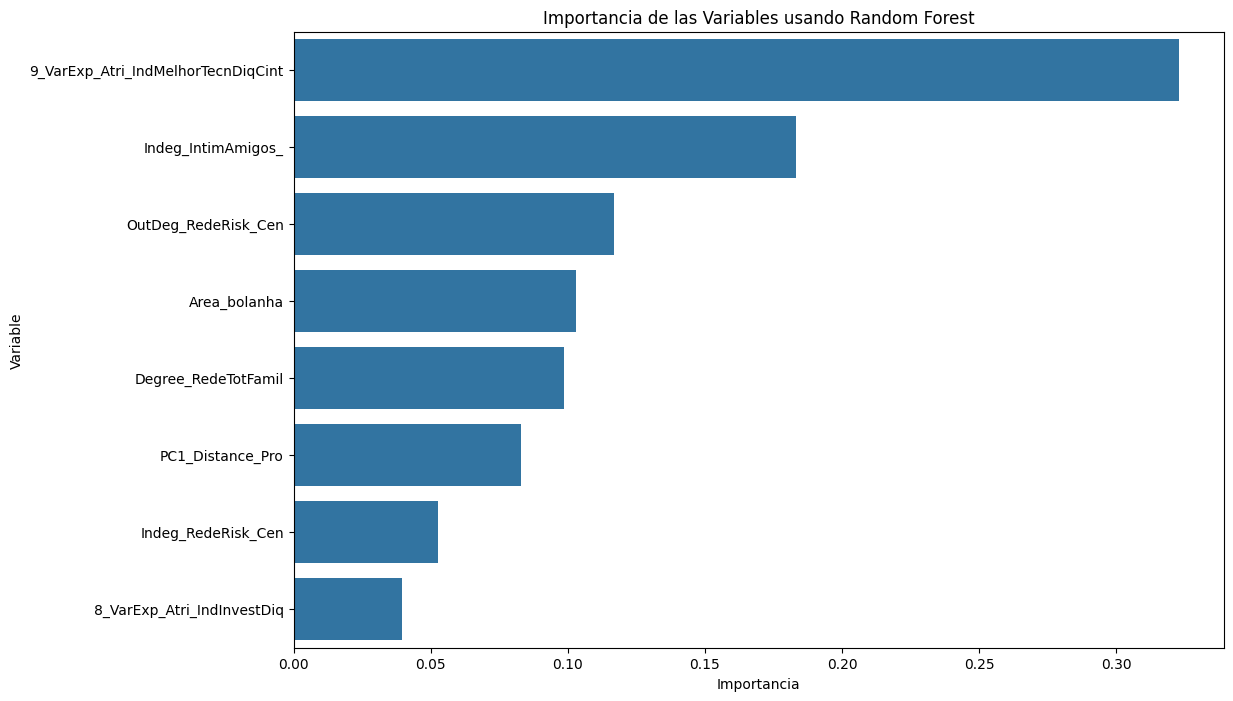 Importancia de las Variables usando Random Forest
Variable
9_VarExp_Atri_IndMelhorTecnDiqCint
Indeg_IntimAmigos_
OutDeg_RedeRisk_Cen
Area_bolanha
Degree_RedeTotFamil
PC1_Distance_Pro
Indeg_RedeRisk_Cen
8_VarExp_Atri_IndInvestDiq
0.00 0.05 0.10 0.15 0.20 0.25 0.30
Importancia